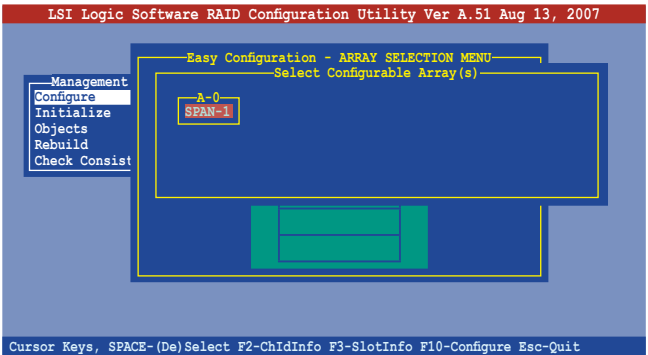 LSI Logic Software RAID Configuration Utility Ver A.51 Aug 13, 2007
Easy Configuration - ARRAY SELECTION MENU
Select Configurable Array(s)
Management
Configure
Initialize
Objects
Rebuild
Check Consist
A-0
SPAN-1
Cursor Keys, SPACE-(De)Select F2-ChIdInfo F3-SlotInfo F10-Configure Esc-Quit